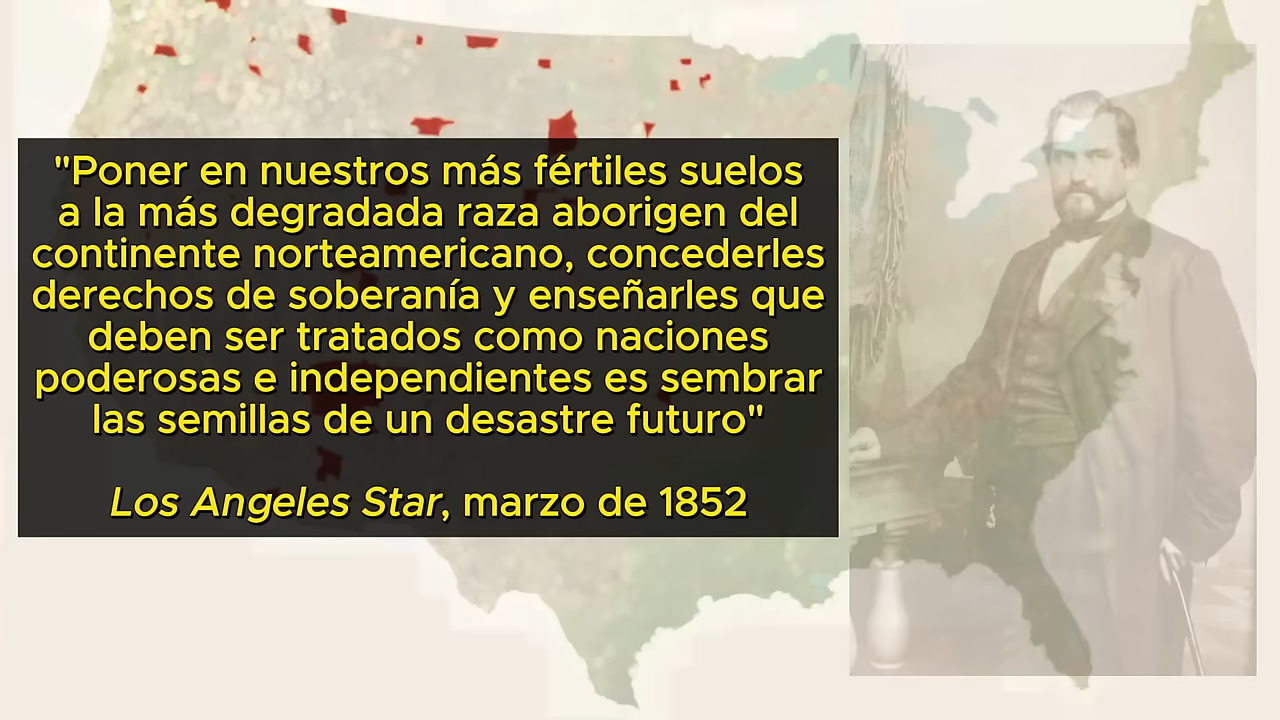 "Poner en nuestros más fértiles suelos
a la más degradada raza aborigen del
continente norteamericano, concederles
derechos de soberanía y enseñarles que
deben ser tratados como naciones
poderosas e independientes es sembrar
las semillas de un desastre futuro"
Los Angeles Star, marzo de 1852